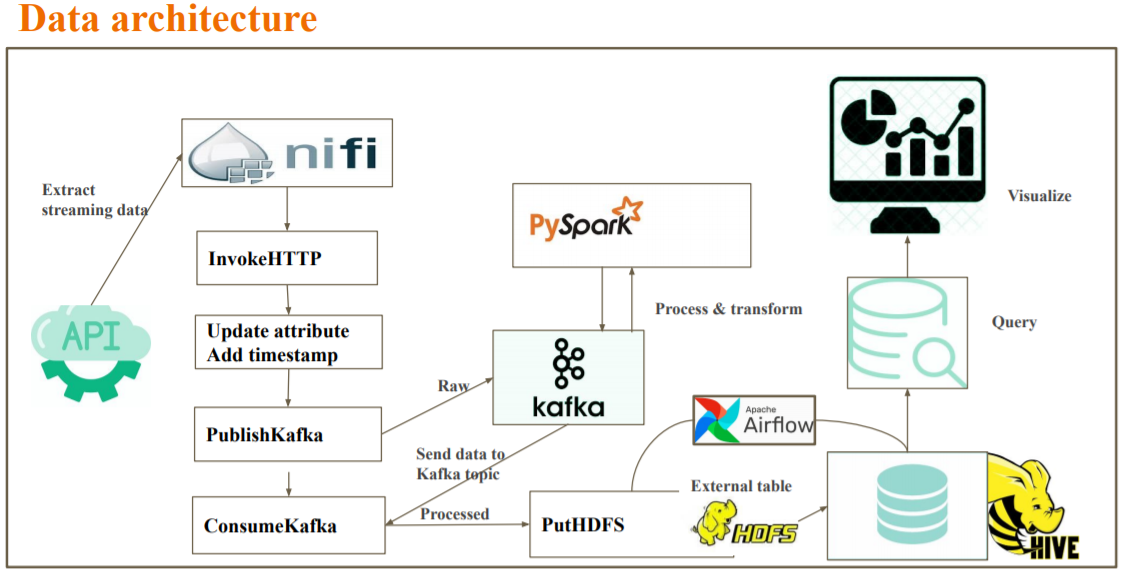 Data architecture
nifi
Extract
streaming data
API
InvokeHTTP
Update attribute
Add timestamp
PublishKafka
ConsumeKafka
Raw
Send data to
Kafka topic
Processed
PySpark
Process & transform
kafka
Apache
Airflow
PutHDFS
External table
HDFS
HIVE
Query
Visualize